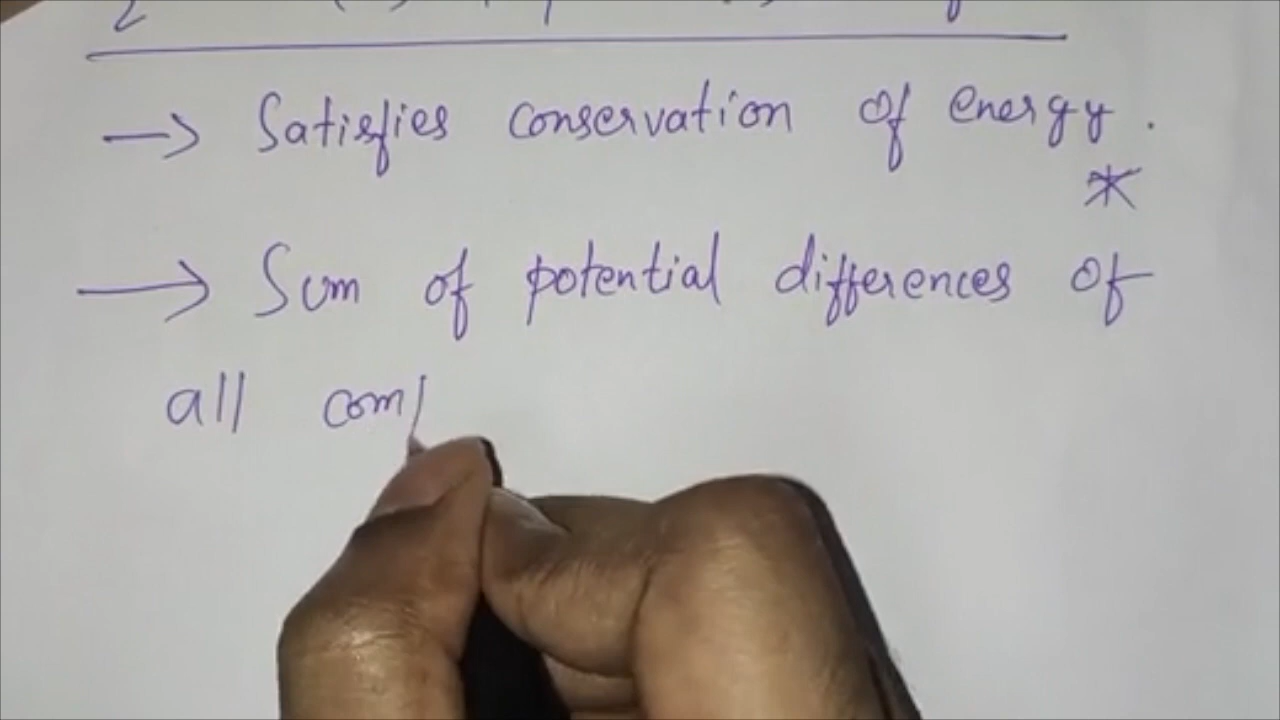 → Satisfies conservation of energy.
*
→ Sum of potential differences of
all com